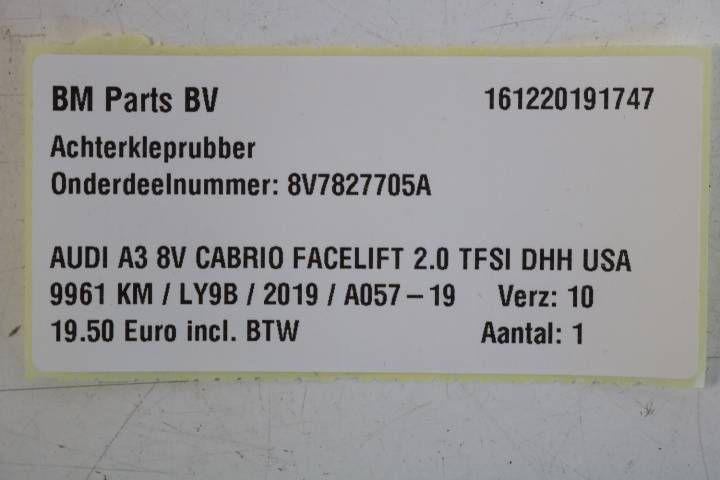 BM Parts BV 161220191747
Achterkleprubber
Onderdeelnummer: 8V7827705A
AUDI A3 8V CABRIO FACELIFT 2.0 TFSI DHH USA
9961 KM / LY9B / 2019 / A057 – 19 Verz: 10
19.50 Euro incl. BTW Aantal: 1